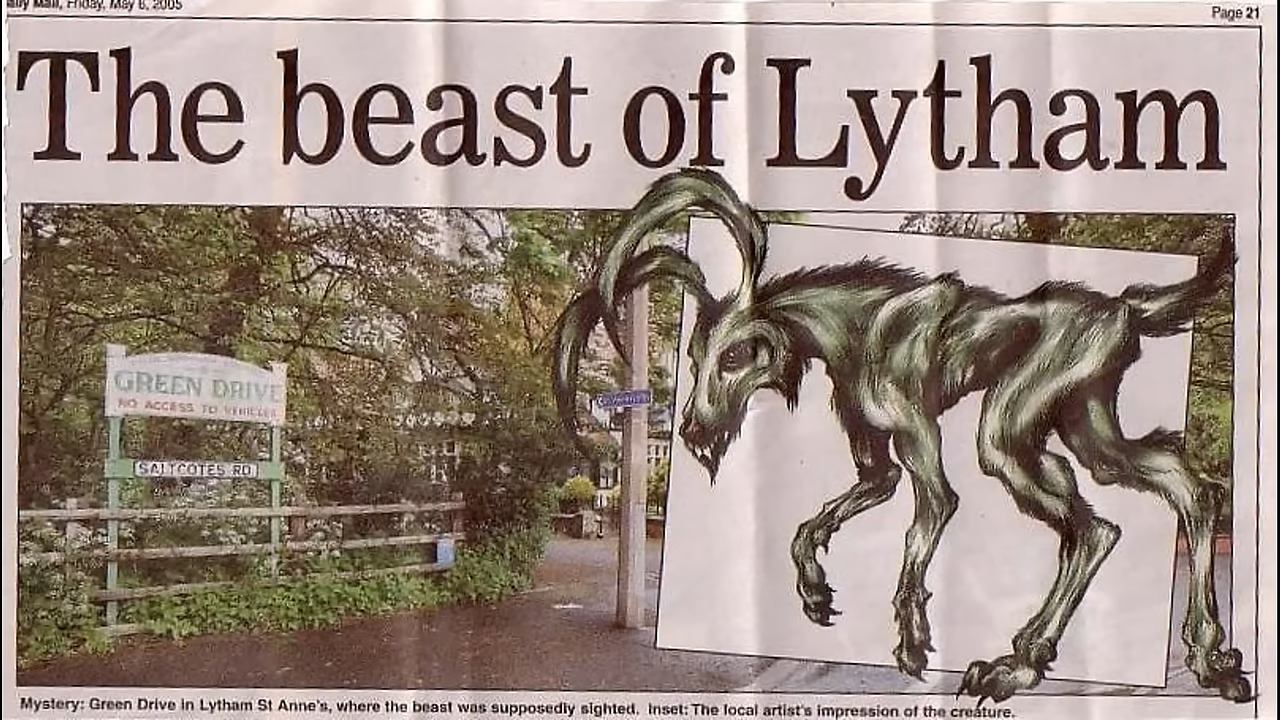 Mail, Friday, May 6, 2005
Page 21
The beast of Lytham
GREEN DRIVE
NO ACCESS TO VEHICLES
SALTCOTES RD.
Mystery: Green Drive in Lytham St Anne's, where the beast was supposedly sighted. Inset: The local artist's impression of the creature.